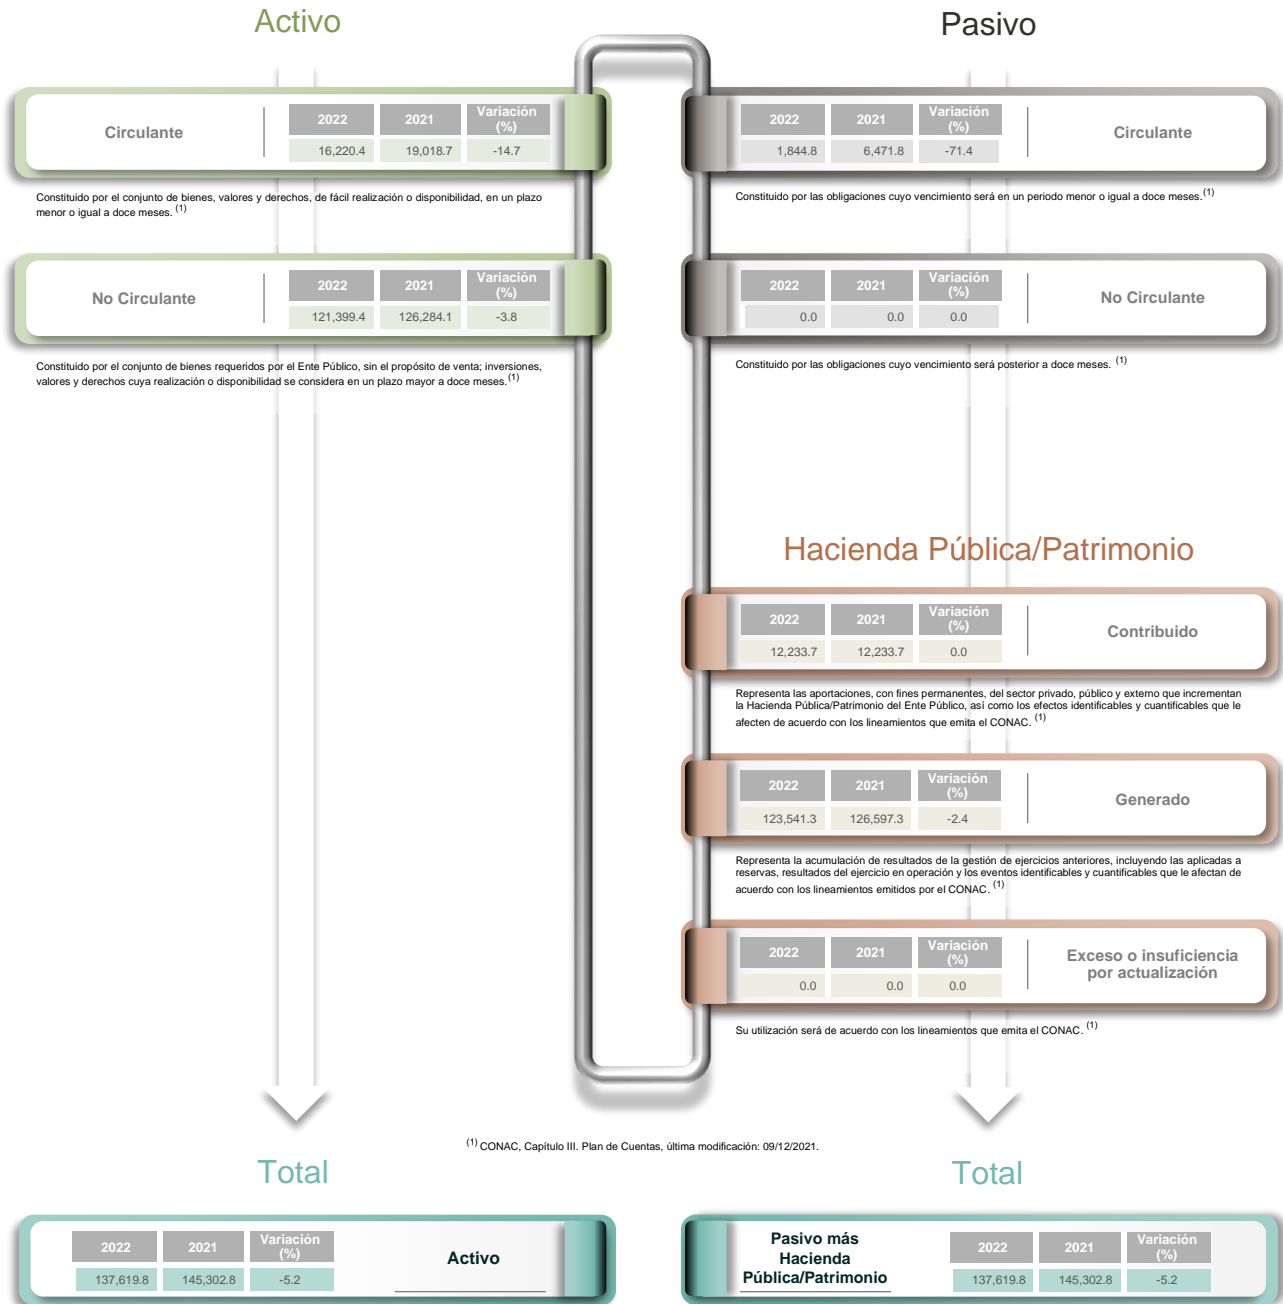 Activo
Circulante
2022 2021 Variación (%)
16,220.4 19,018.7 -14.7
Constituido por el conjunto de bienes, valores y derechos, de fácil realización o disponibilidad, en un plazo
menor o igual a doce meses. (1)
No Circulante
2022 2021 Variación (%)
121,399.4 126,284.1 -3.8
Constituido por el conjunto de bienes requeridos por el Ente Público, sin el propósito de venta; inversiones,
valores y derechos cuya realización o disponibilidad se considera en un plazo mayor a doce meses.(1)
Pasivo
2022 2021 Variación (%)
1,844.8 6,471.8 -71.4
Circulante
Constituido por las obligaciones cuyo vencimiento será en un periodo menor o igual a doce meses.(1)
2022 2021 Variación (%)
0.0 0.0 0.0
No Circulante
Constituido por las obligaciones cuyo vencimiento será posterior a doce meses. (1)
Hacienda Pública/Patrimonio
2022 2021 Variación (%)
12,233.7 12,233.7 0.0
Contribuido
Representa las aportaciones, con fines permanentes, del sector privado, público y externo que incrementan
la Hacienda Pública/Patrimonio del Ente Público, así como los efectos identificables y cuantificables que le
afecten de acuerdo con los lineamientos que emita el CONAC. (1)
2022 2021 Variación (%)
123,541.3 126,597.3 -2.4
Generado
Representa la acumulación de resultados de la gestión de ejercicios anteriores, incluyendo las aplicadas a
reservas, resultados del ejercicio en operación y los eventos identificables y cuantificables que le afectan de
acuerdo con los lineamientos emitidos por el CONAC. (1)
2022 2021 Variación (%)
0.0 0.0 0.0
Exceso o insuficiencia
por actualización
Su utilización será de acuerdo con los lineamientos que emita el CONAC. (1)
(1) CONAC, Capítulo III. Plan de Cuentas, última modificación: 09/12/2021.
Total
2022 2021 Variación (%)
137,619.8 145,302.8 -5.2
Activo
Total
Pasivo más
Hacienda
Pública/Patrimonio
2022 2021 Variación (%)
137,619.8 145,302.8 -5.2